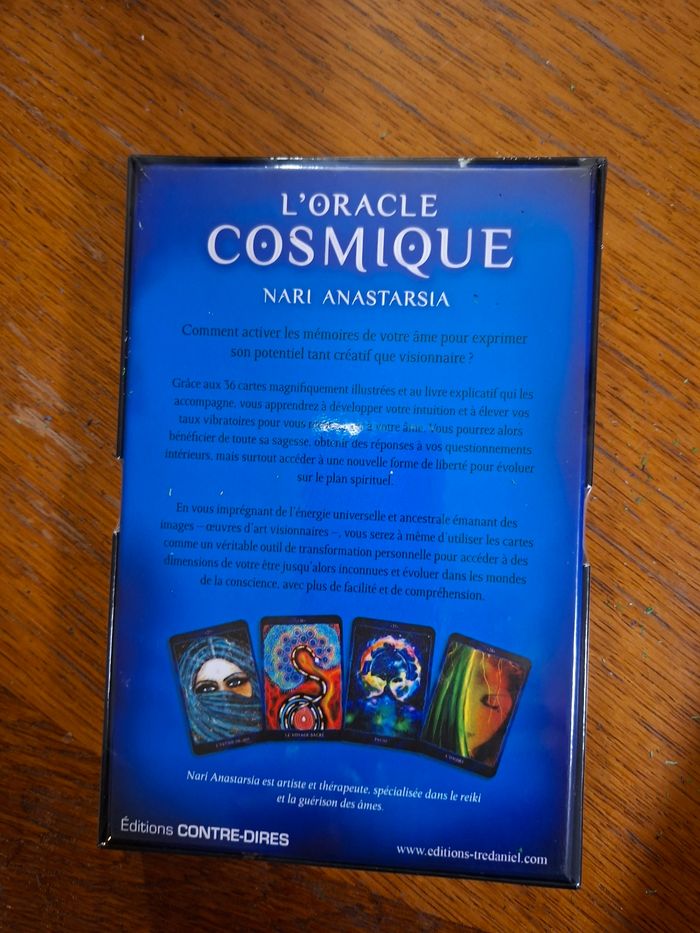 L'ORACLE
COSMIQUE
NARI ANASTARSIA
Comment activer les mémoires de votre âme pour exprimer
son potentiel tant créatif que visionnaire ?
Grâce aux 36 cartes magnifiquement illustrées et au livre explicatif qui les
accompagne, vous apprendrez à développer votre intuition et à élever vos
taux vibratoires pour vous à votre âme. Vous pourrez alors
bénéficier de toute sa sagesse, obtenir des réponses à vos questionnements
intérieurs, mais surtout accéder à une nouvelle forme de liberté pour évoluer
sur le plan spirituel.
En vous imprégnant de l'énergie universelle et ancestrale émanant des
images – œuvres d'art visionnaires –, vous serez à même d'utiliser les cartes
comme un véritable outil de transformation personnelle pour accéder à des
dimensions de votre être jusqu'alors inconnues et évoluer dans les mondes
de la conscience, avec plus de facilité et de compréhension.
LE VOYAGE SACRÉ
Nari Anastarsia est artiste et thérapeute, spécialisée dans le reiki
et la guérison des âmes.
Éditions CONTRE-DIRES
www.editions-tredaniel.com